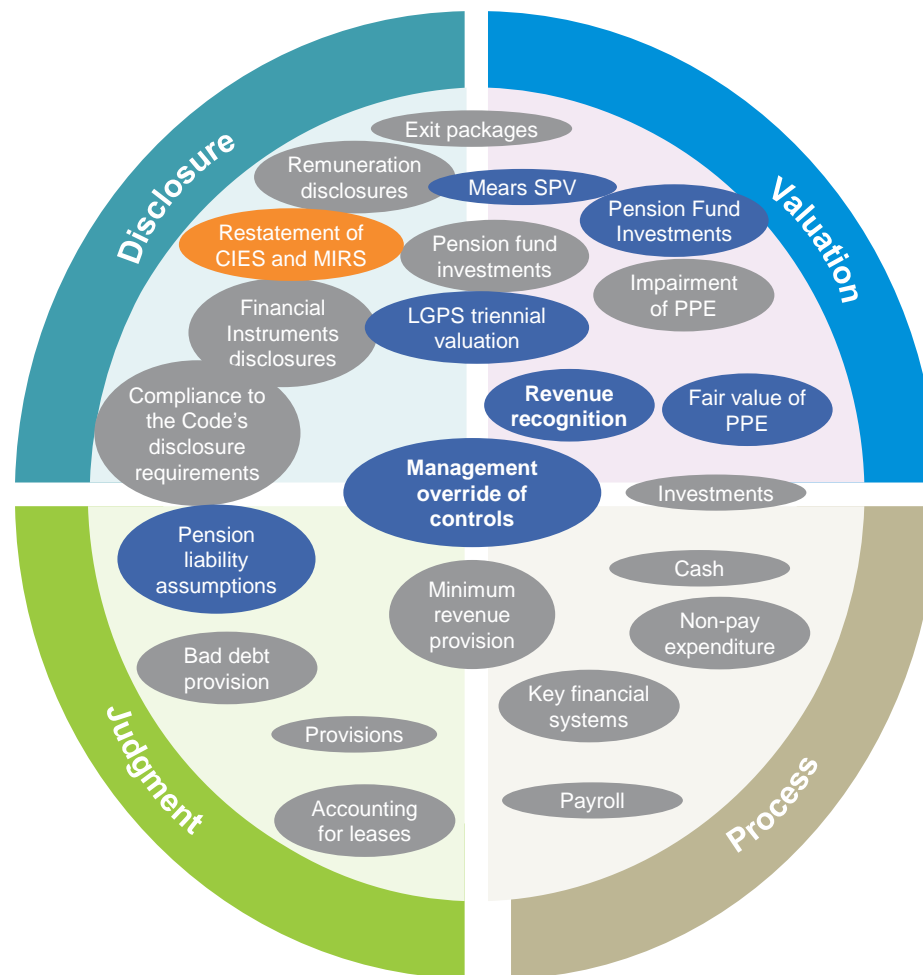 Disclosure
Valuation
Exit packages
Remuneration
disclosures
Mears SPV
Pension Fund
Investments
Restatement of
CIES and MIRS
Pension fund
investments
Impairment
of PPE
Financial
Instruments
disclosures
LGPS triennial
valuation
Compliance to
the Code's
disclosure
requirements
Revenue
recognition
Fair value of
PPE
Management
override of
controls
Investments
Pension
liability
assumptions
Cash
Minimum
revenue
provision
Non-pay
expenditure
Bad debt
provision
Key financial
systems
Provisions
Payroll
Accounting
for leases
Judgment
Process